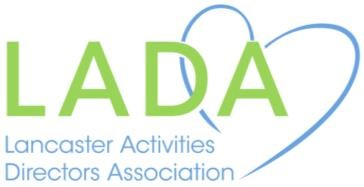 LADA
Lancaster Activities
Directors Association